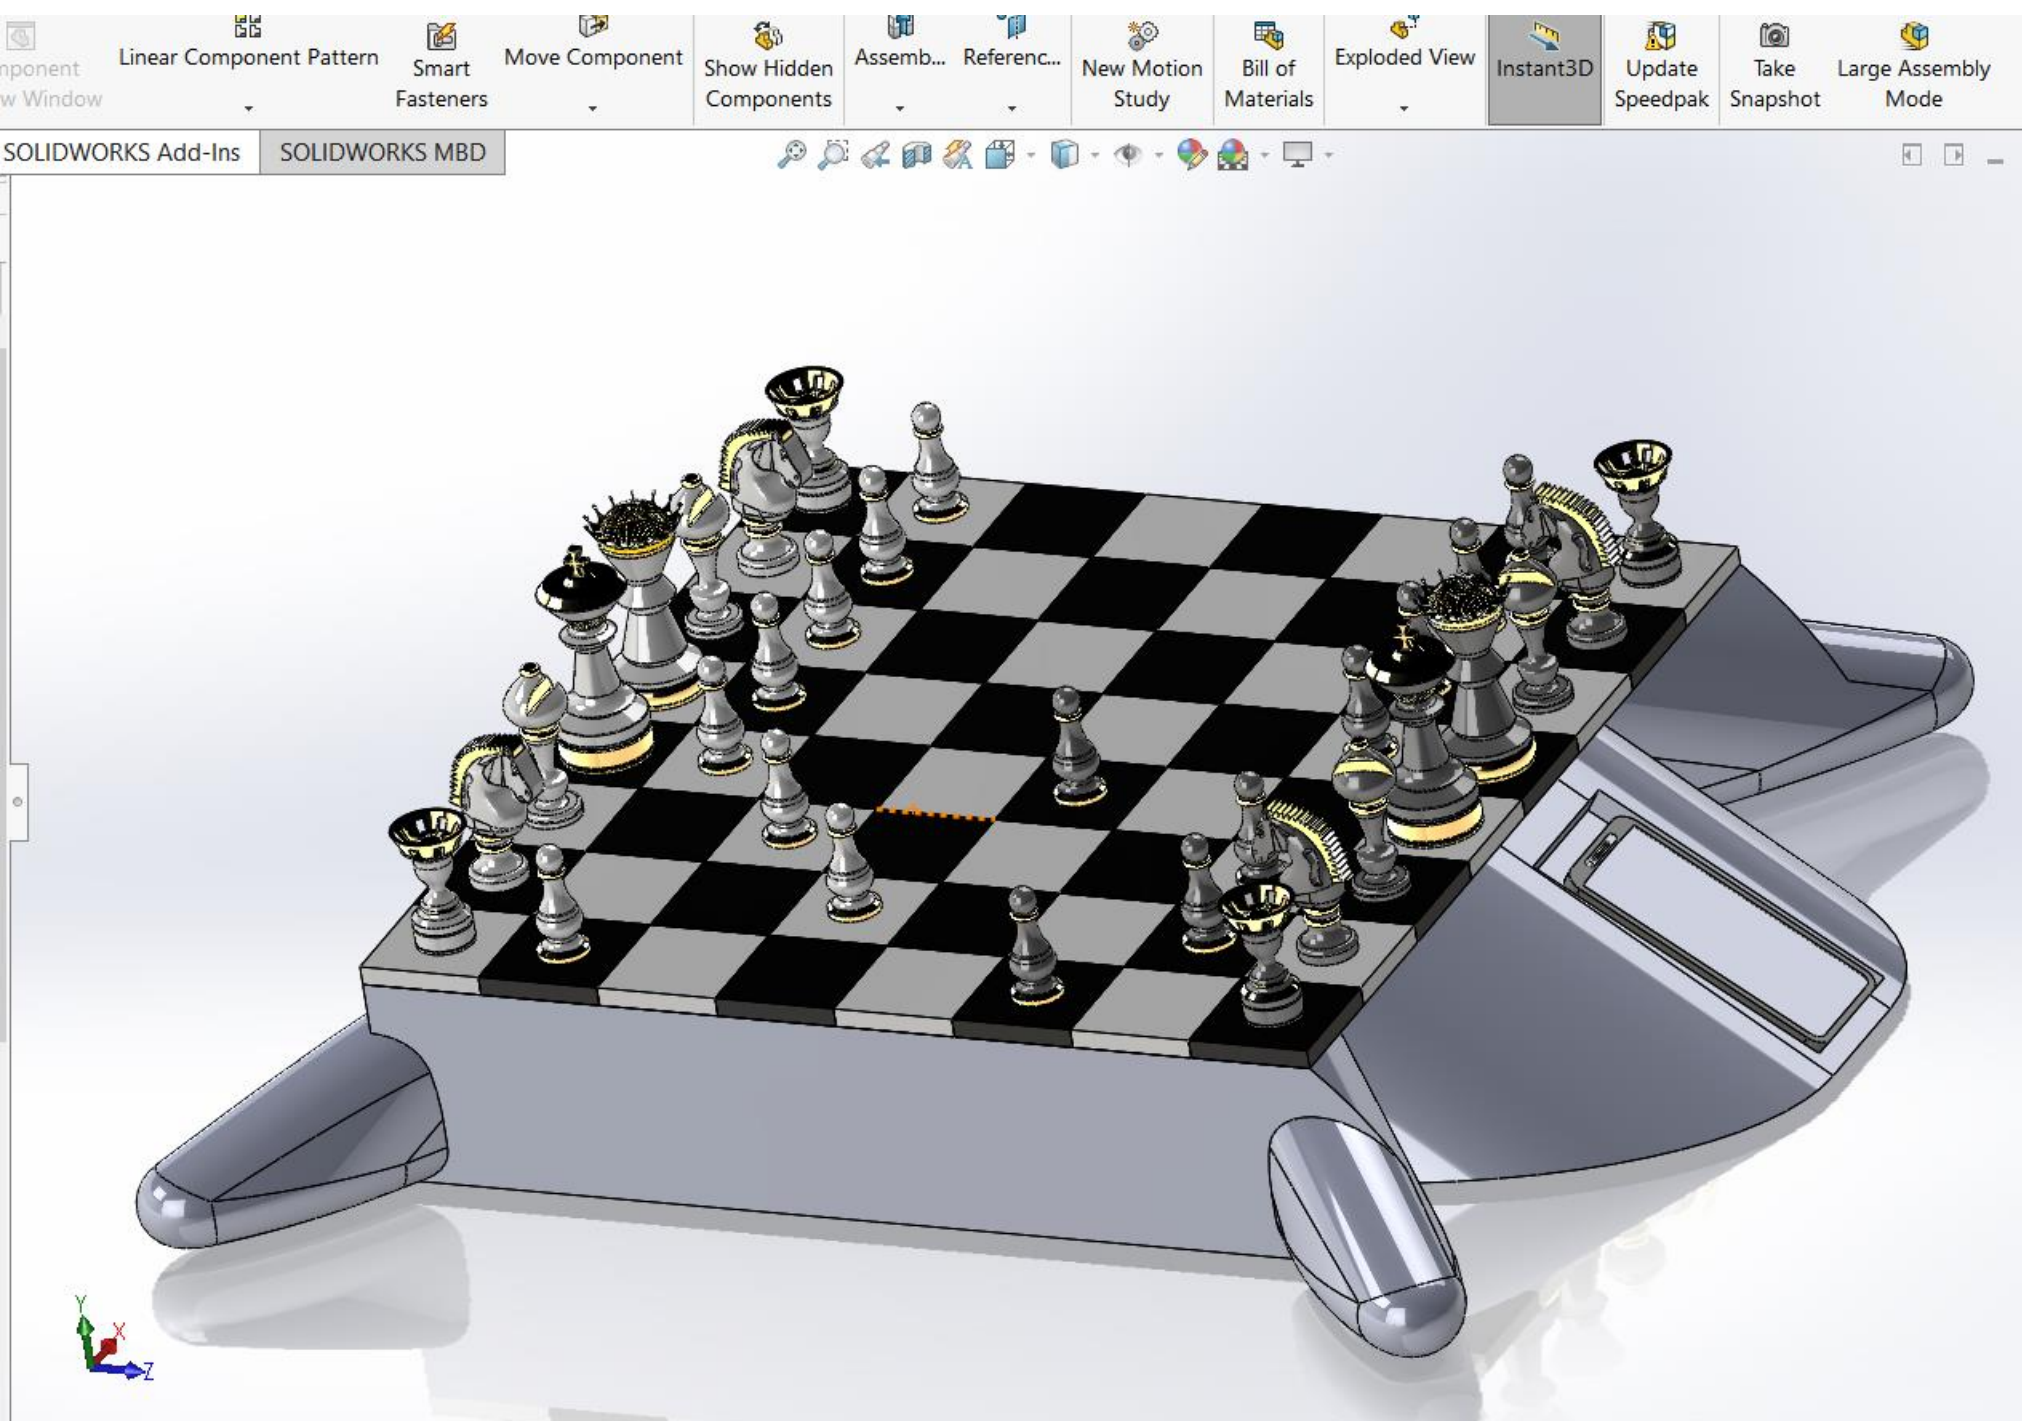 mponent
w Window
Linear Component Pattern
Smart
Fasteners
Move Component
Show Hidden
Components
Assemb...
Referenc...
New Motion
Study
Bill of
Materials
Exploded View
Instant3D
Update
Speedpak
Take
Snapshot
Large Assembly
Mode
SOLIDWORKS Add-Ins
SOLIDWORKS MBD
Y
X
Z